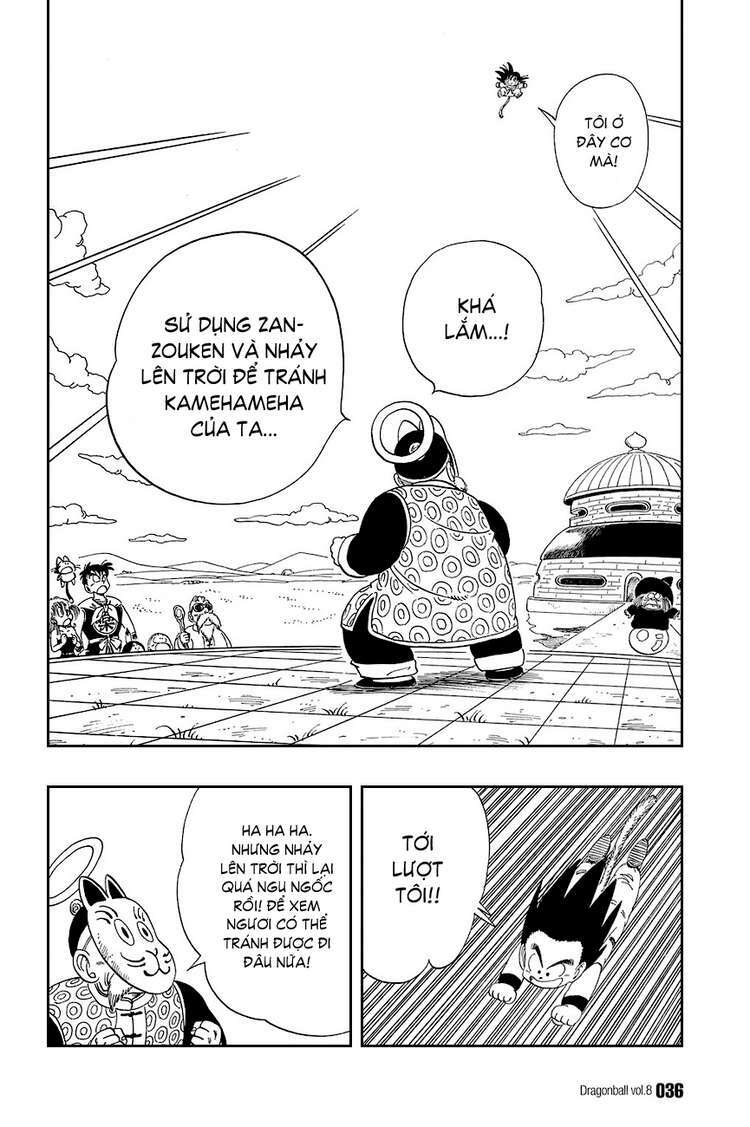 TÔI Ở
ĐÂY CƠ
MÀ!
KHÁ
LẮM...!
SỬ DỤNG ZAN-
ZOUKEN VÀ NHẢY
LÊN TRỜI ĐỂ TRÁNH
KAMEHAMEHA
CỦA TA...
TỚI
LƯỢT
TÔI!!
HA HA HA.
NHƯNG NHẢY
LÊN TRỜI THÌ LẠI
QUÁ NGU NGỐC
RỒI! ĐỂ XEM
NGƯƠI CÓ THỂ
TRÁNH ĐƯỢC ĐI
ĐÂU NỮA!
Dragonball vol.8 036